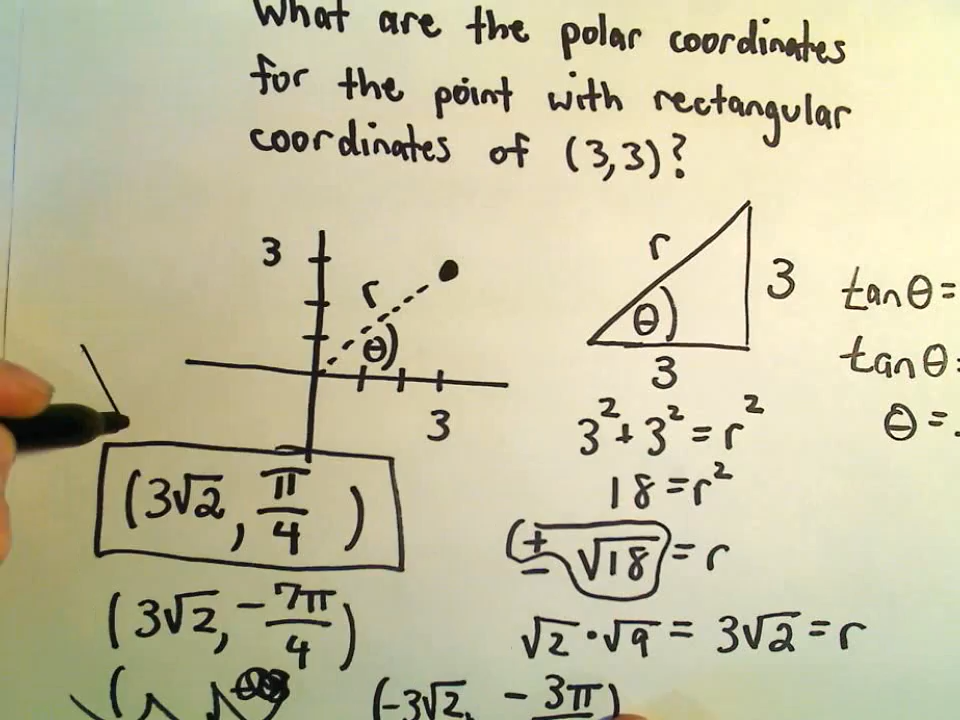 What are the polar coordinates
for the point with rectangular
coordinates of (3,3)?
3
r
θ
3
r
θ
3
3
tanθ=
tanθ=
θ=
3²+3²=r²
18=r²
(± √18 = r
√2·√9 = 3√2 = r
(3√2, π/4)
(3√2, -7π/4)
(-3√2, -3π